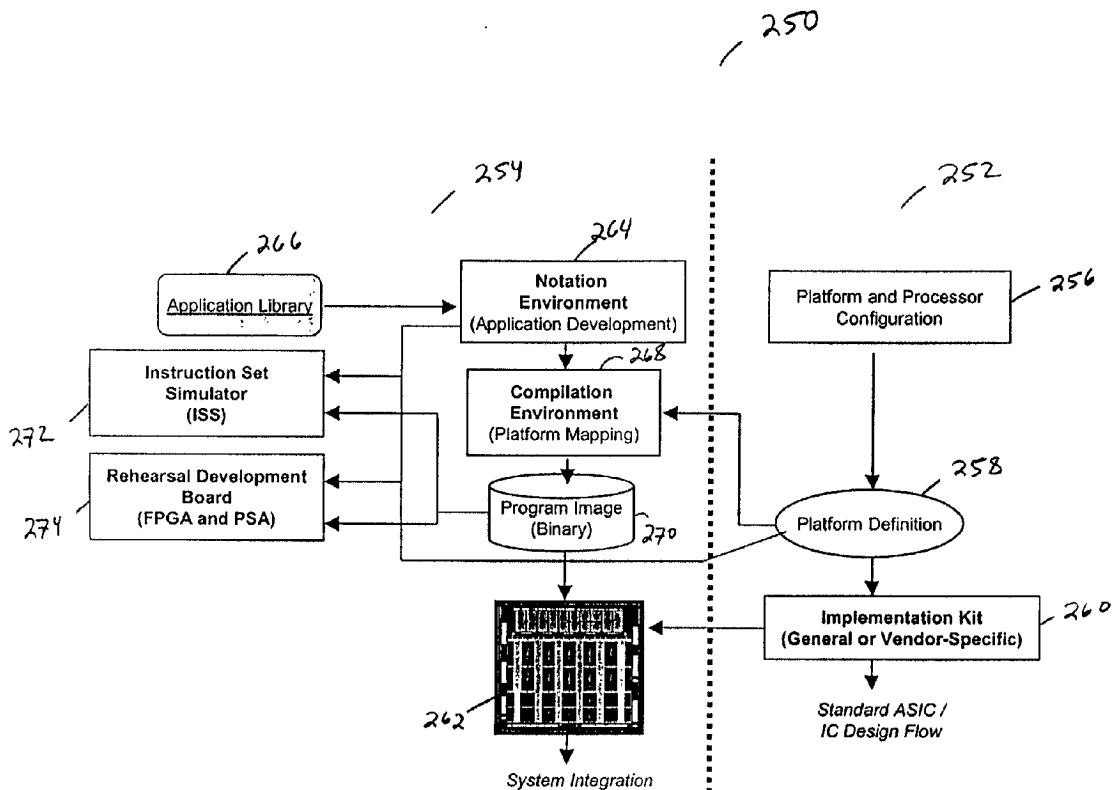 250
254
252
266
264
Application Library
Notation
Environment
(Application Development)
Platform and Processor
Configuration
256
268
Instruction Set
Simulator
(ISS)
272
Compilation
Environment
(Platform Mapping)
258
Rehearsal Development
Board
(FPGA and PSA)
274
Program Image
(Binary)
270
Platform Definition
Implementation Kit
(General or Vendor-Specific)
260
262
Standard ASIC /
IC Design Flow
System Integration